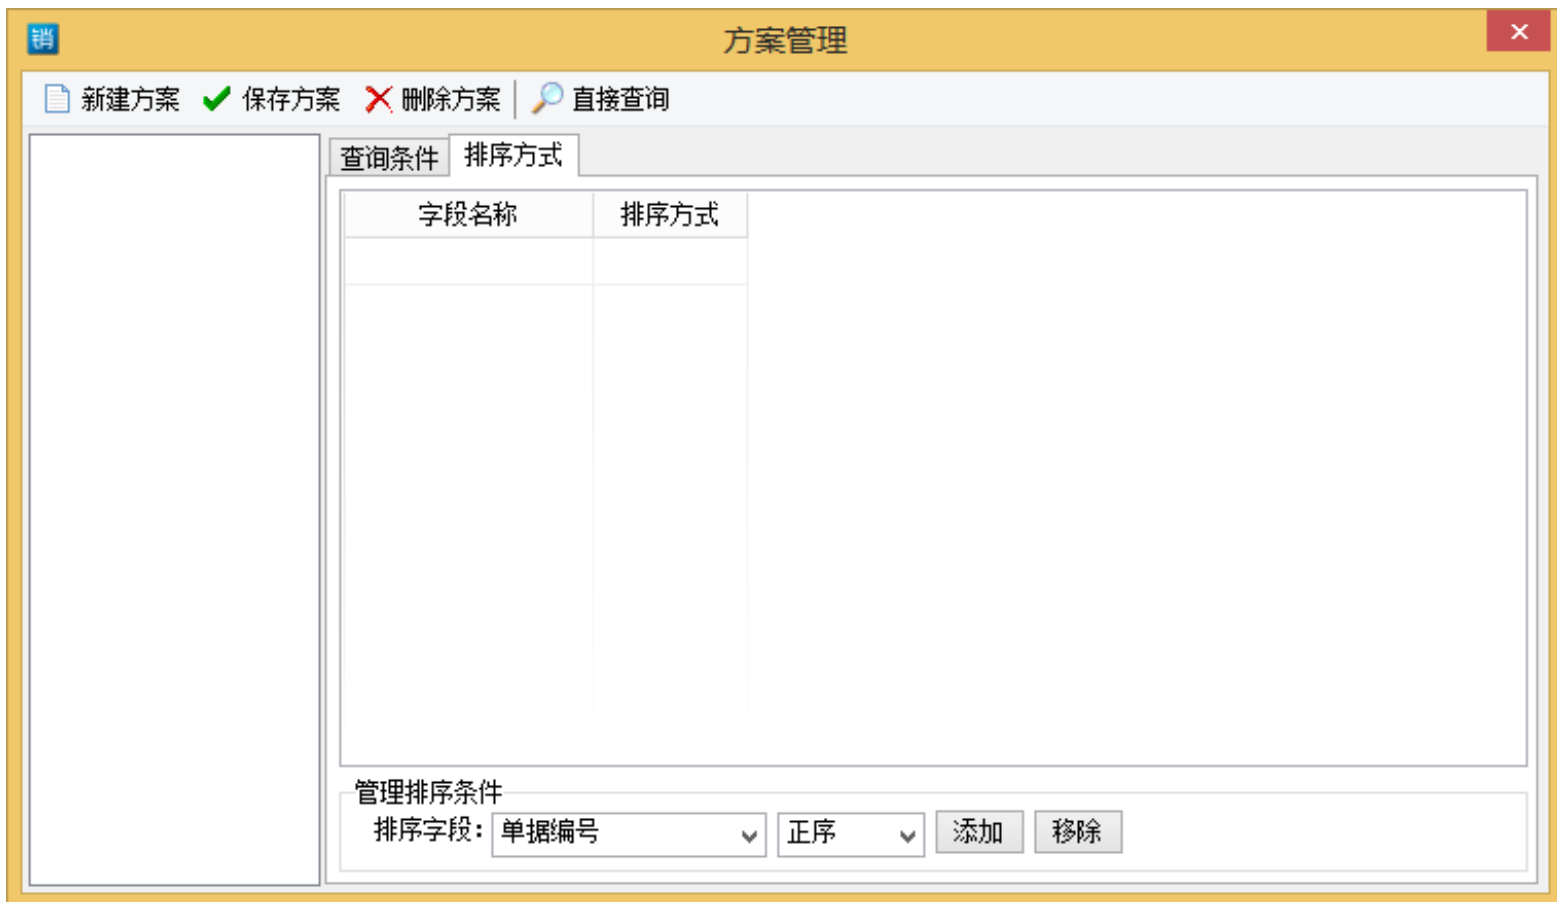 销
方案管理
新建方案 保存方案 删除方案 直接查询
查询条件 排序方式
字段名称 排序方式
管理排序条件
排序字段: 单据编号 正序 添加 移除